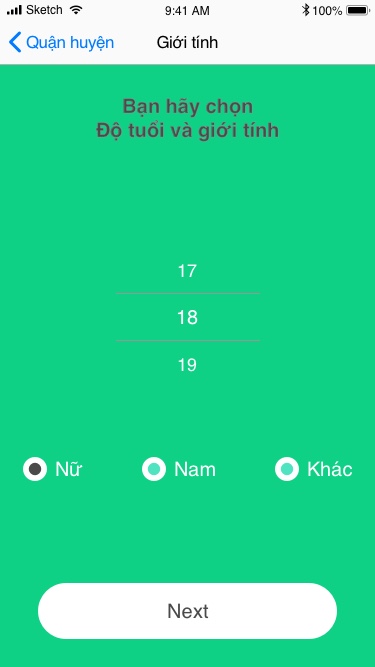 Sketch 9:41 AM 100%
Quận huyện Giới tính
Bạn hãy chọn
Độ tuổi và giới tính
17
18
19
Nữ Nam Khác
Next